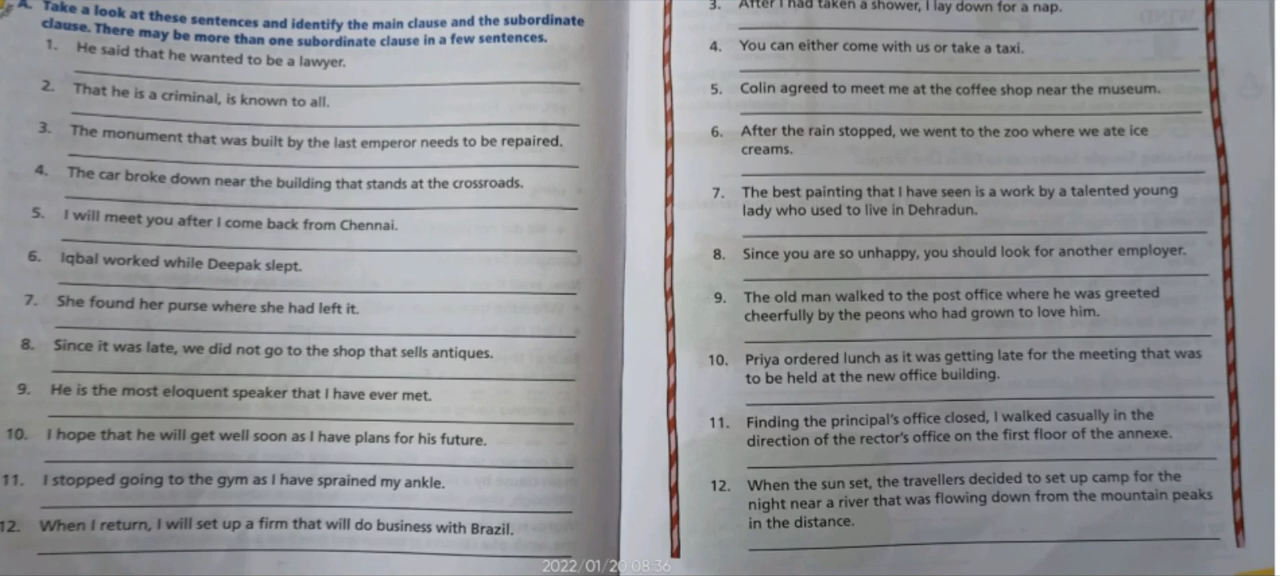 A. Take a look at these sentences and identify the main clause and the subordinate
clause. There may be more than one subordinate clause in a few sentences.
1. He said that he wanted to be a lawyer.
2. That he is a criminal, is known to all.
3. The monument that was built by the last emperor needs to be repaired.
4. The car broke down near the building that stands at the crossroads.
5. I will meet you after I come back from Chennai.
6. Iqbal worked while Deepak slept.
7. She found her purse where she had left it.
8. Since it was late, we did not go to the shop that sells antiques.
9. He is the most eloquent speaker that I have ever met.
10. I hope that he will get well soon as I have plans for his future.
11. I stopped going to the gym as I have sprained my ankle.
12. When I return, I will set up a firm that will do business with Brazil.
3. After I had taken a shower, I lay down for a nap.
4. You can either come with us or take a taxi.
5. Colin agreed to meet me at the coffee shop near the museum.
6. After the rain stopped, we went to the zoo where we ate ice
creams.
7. The best painting that I have seen is a work by a talented young
lady who used to live in Dehradun.
8. Since you are so unhappy, you should look for another employer.
9. The old man walked to the post office where he was greeted
cheerfully by the peons who had grown to love him.
10. Priya ordered lunch as it was getting late for the meeting that was
to be held at the new office building.
11. Finding the principal's office closed, I walked casually in the
direction of the rector's office on the first floor of the annexe.
12. When the sun set, the travellers decided to set up camp for the
night near a river that was flowing down from the mountain peaks
in the distance.
2022/01/20 08:36